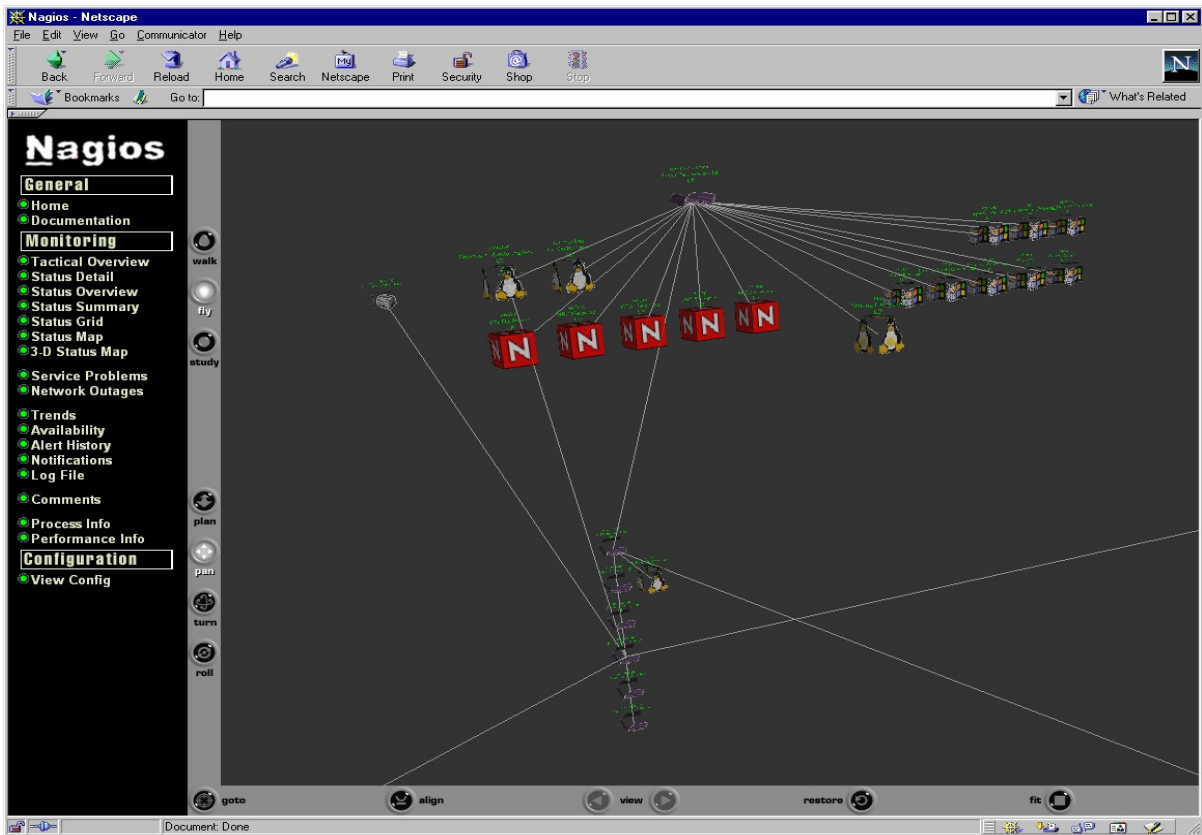 Nagios - Netscape
File Edit View Go Communicator Help
Back Forward Reload Home Search Netscape Print Security Shop Stop
Bookmarks Go to: What's Related
Nagios
General
Home
Documentation
Monitoring
Tactical Overview
Status Detail
Status Overview
Status Summary
Status Grid
Status Map
3-D Status Map
Service Problems
Network Outages
Trends
Availability
Alert History
Notifications
Log File
Comments
Process Info
Performance Info
Configuration
View Config
walk
fly
study
plan
pan
turn
roll
N N N N N
goto align view restore fit
Document: Done